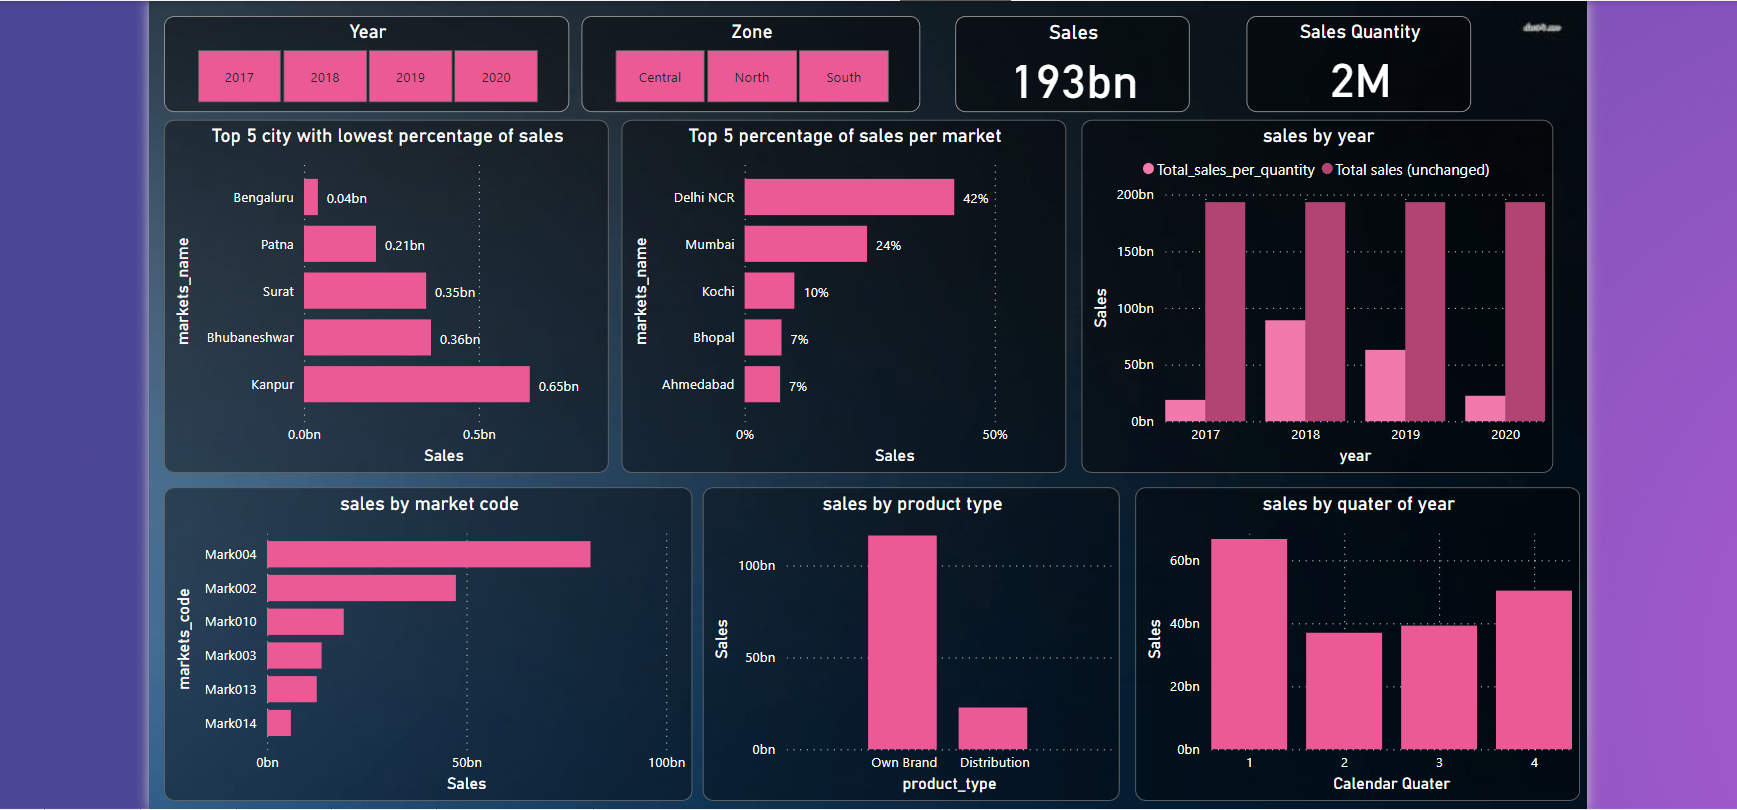 Year
2017 2018 2019 2020
Zone
Central North South
Sales
193bn
Sales Quantity
2M
Top 5 city with lowest percentage of sales
markets_name
Bengaluru 0.04bn
Patna 0.21bn
Surat 0.35bn
Bhubaneshwar 0.36bn
Kanpur 0.65bn
0.0bn 0.5bn
Sales
Top 5 percentage of sales per market
markets_name
Delhi NCR 42%
Mumbai 24%
Kochi 10%
Bhopal 7%
Ahmedabad 7%
0% 50%
Sales
sales by year
Total_sales_per_quantity Total sales (unchanged)
Sales
200bn
150bn
100bn
50bn
0bn
2017 2018 2019 2020
year
sales by market code
markets_code
Mark004
Mark002
Mark010
Mark003
Mark013
Mark014
0bn 50bn 100bn
Sales
sales by product type
Sales
100bn
50bn
0bn
Own Brand Distribution
product_type
sales by quater of year
Sales
60bn
40bn
20bn
0bn
1 2 3 4
Calendar Quater